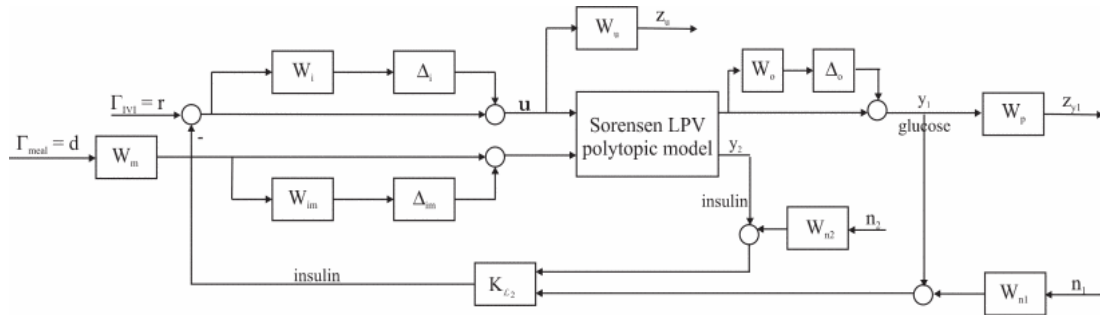 W_u
z_u
W_i
Δ_i
W_o
Δ_o
Γ_IVI = r
u
y_1
glucose
W_p
z_y1
-
Sorensen LPV
polytopic model
Γ_meal = d
W_m
y_2
W_im
Δ_im
insulin
W_n2
n_2
insulin
K_ℒ2
W_n1
n_1